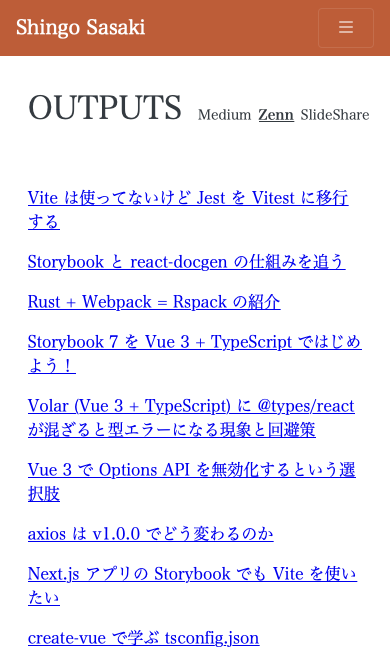 Shingo Sasaki
OUTPUTS
Medium Zenn SlideShare
Vite は使ってないけど Jest を Vitest に移行
する
Storybook と react-docgen の仕組みを追う
Rust + Webpack = Rspack の紹介
Storybook 7 を Vue 3 + TypeScript ではじめ
よう！
Volar (Vue 3 + TypeScript) に @types/react
が混ざると型エラーになる現象と回避策
Vue 3 で Options API を無効化するという選
択肢
axios は v1.0.0 でどう変わるのか
Next.js アプリの Storybook でも Vite を使い
たい
create-vue で学ぶ tsconfig.json